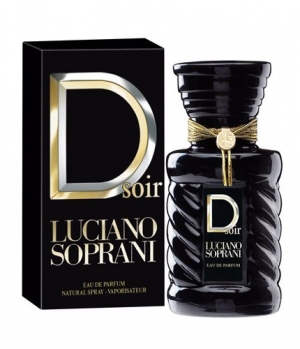 D
soir
LUCIANO
SOPRANI
EAU DE PARFUM
NATURAL SPRAY - VAPORISATEUR
D
soir
LUCIANO
SOPRANI
EAU DE PARFUM